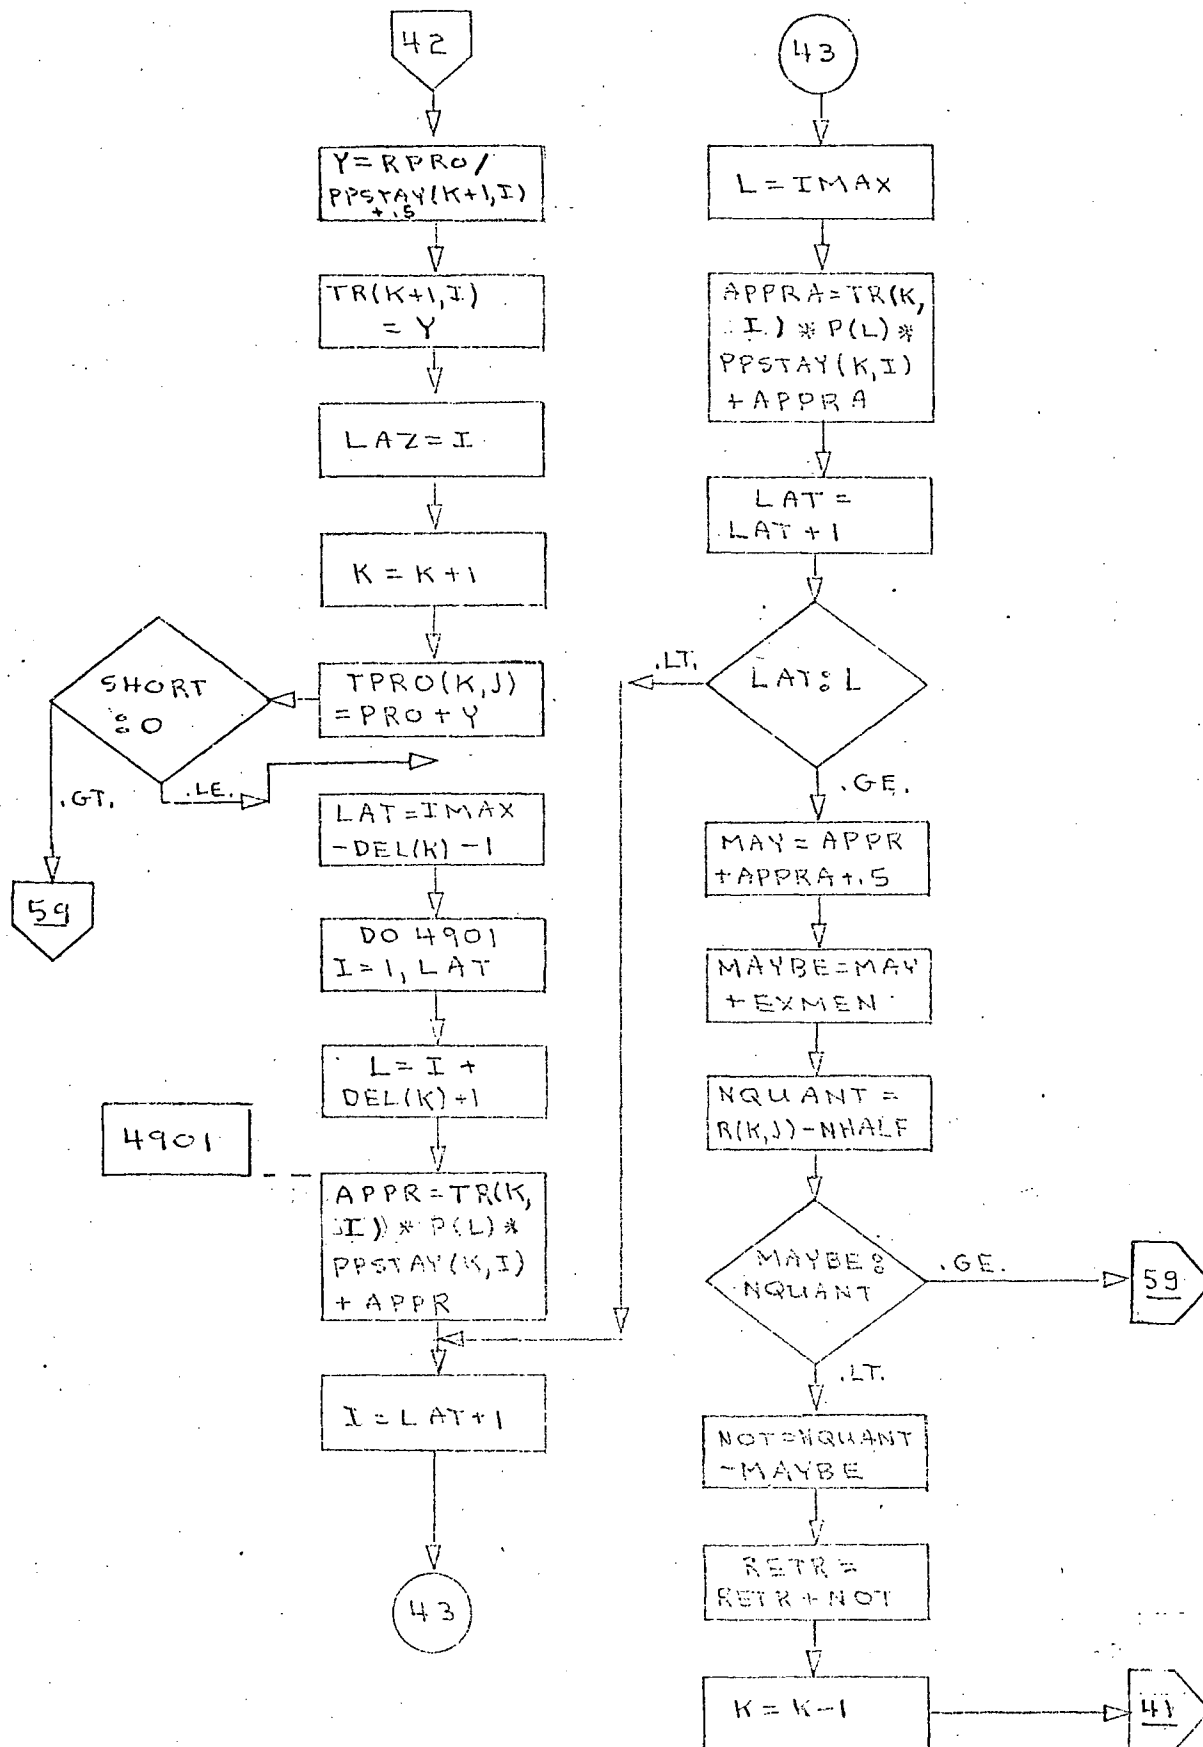 42
Y=RPRO/
PPSTAY(K+1,I)
+.5
TR(K+1,I)
=Y
LAZ=I
K=K+1
TPRO(K,J)
=PRO+Y
SHORT
:0
.GT.
.LE.
59
LAT=IMAX
-DEL(K)-1
DO 4901
I=1,LAT
L=I+
DEL(K)+1
4901
APPR=TR(K,
I)*P(L)*
PPSTAY(K,I)
+APPR
I=LAT+1
43
43
L=IMAX
APPRA=TR(K,
I)*P(L)*
PPSTAY(K,I)
+APPRA
LAT=
LAT+1
LAT:L
.LT.
.GE.
MAY=APPR
+APPRA+.5
MAYBE=MAY
+EXMEN
NQUANT=
R(K,J)-NHALF
MAYBE:
NQUANT
.GE.
59
.LT.
NOT=NQUANT
-MAYBE
RETR=
RETR+NOT
K=K-1
41